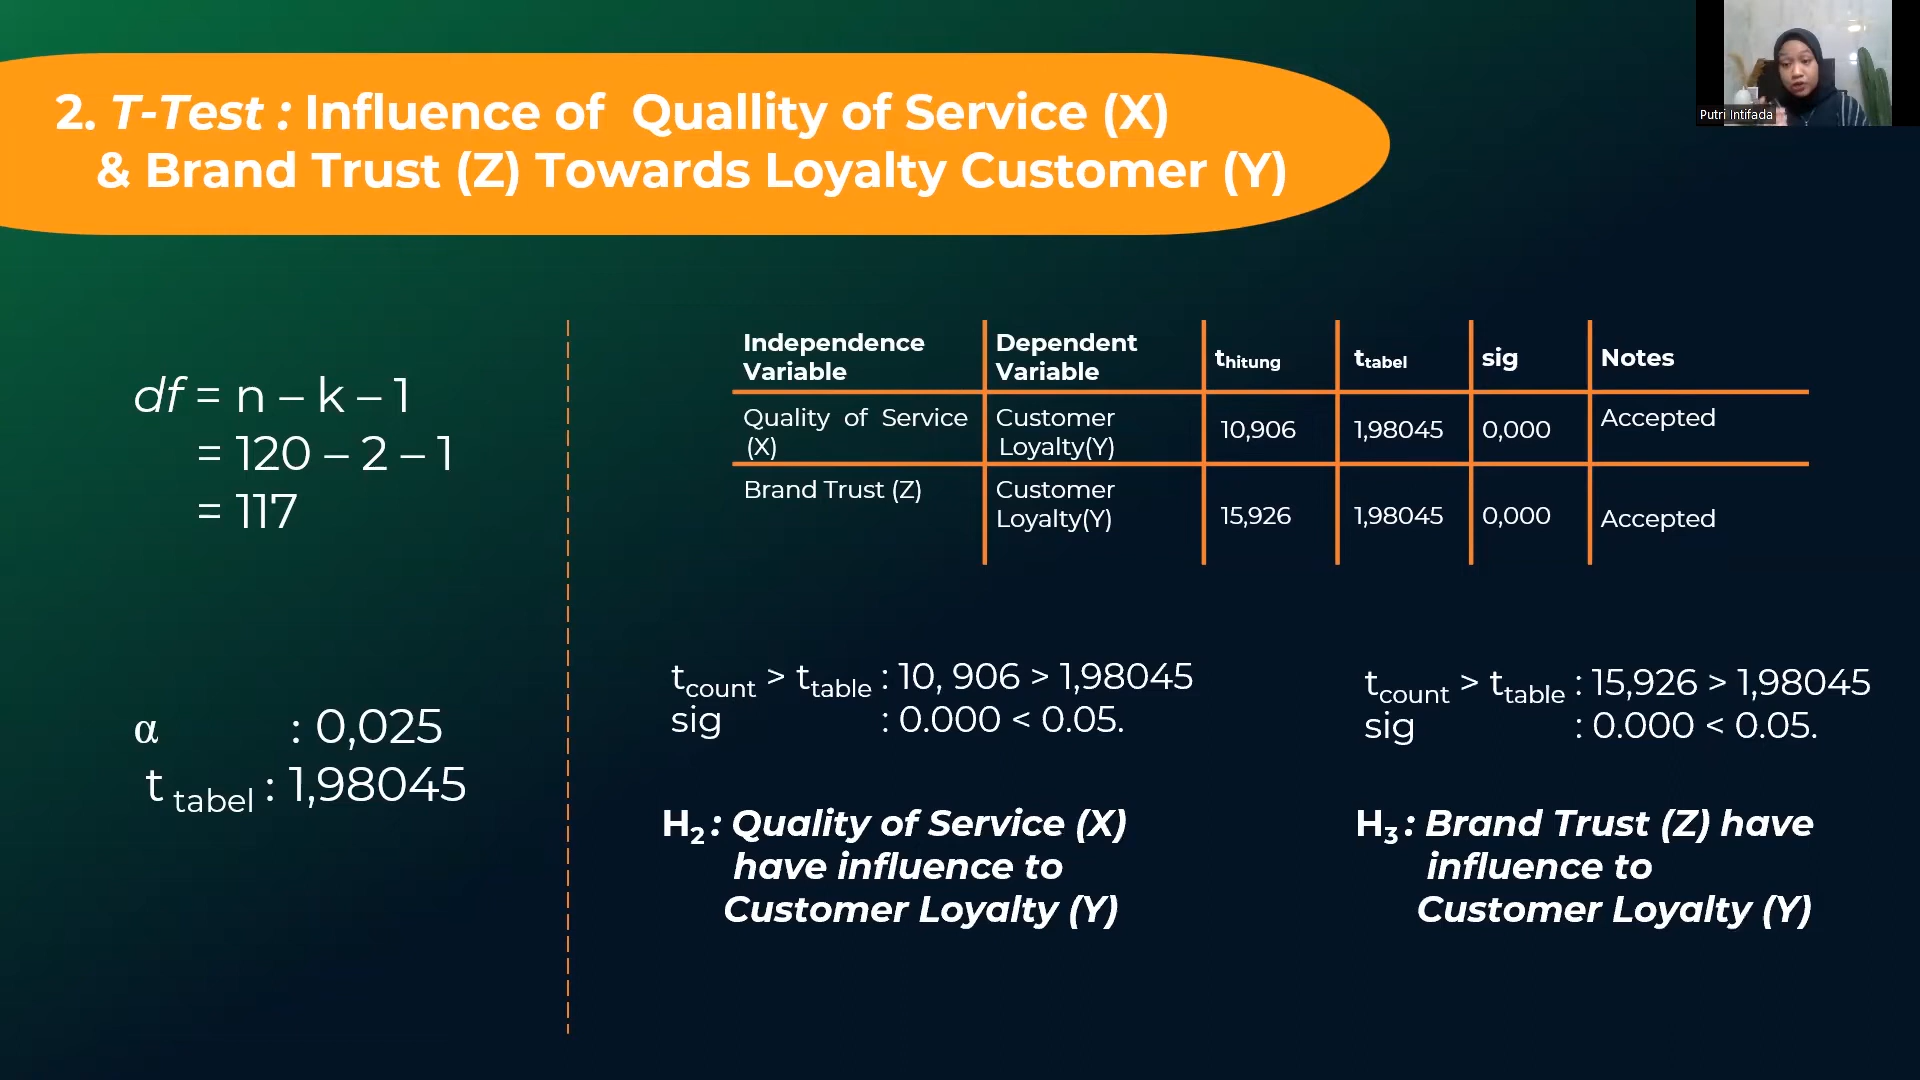 2. T-Test : Influence of Quallity of Service (X)
& Brand Trust (Z) Towards Loyalty Customer (Y)
Putri Intifada
df = n – k – 1
= 120 – 2 – 1
= 117
α : 0,025
t tabel : 1,98045
Independence Variable Dependent Variable thitung ttabel sig Notes
Quality of Service (X) Customer Loyalty(Y) 10,906 1,98045 0,000 Accepted
Brand Trust (Z) Customer Loyalty(Y) 15,926 1,98045 0,000 Accepted
tcount > ttable : 10, 906 > 1,98045
sig : 0.000 < 0.05.
H2 : Quality of Service (X)
have influence to
Customer Loyalty (Y)
tcount > ttable : 15,926 > 1,98045
sig : 0.000 < 0.05.
H3 : Brand Trust (Z) have
influence to
Customer Loyalty (Y)